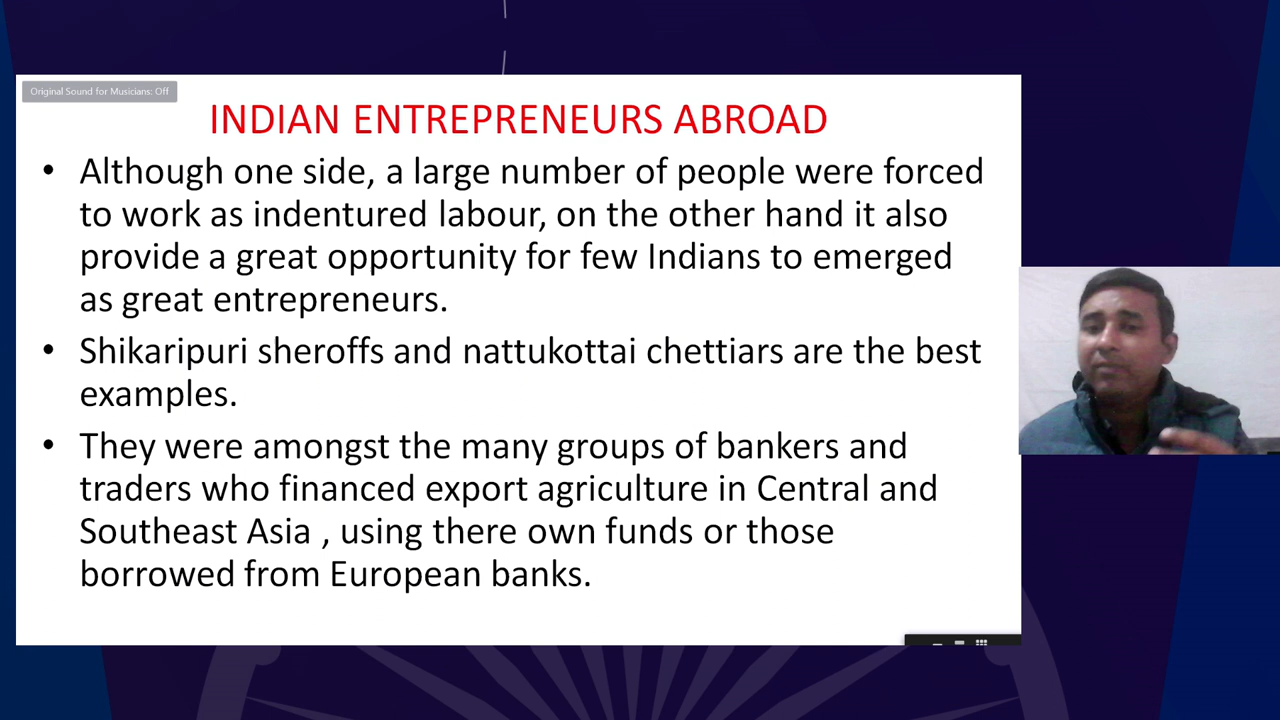 Original Sound for Musicians: Off
INDIAN ENTREPRENEURS ABROAD
• Although one side, a large number of people were forced
to work as indentured labour, on the other hand it also
provide a great opportunity for few Indians to emerged
as great entrepreneurs.
• Shikaripuri sheroffs and nattukottai chettiars are the best
examples.
• They were amongst the many groups of bankers and
traders who financed export agriculture in Central and
Southeast Asia , using there own funds or those
borrowed from European banks.